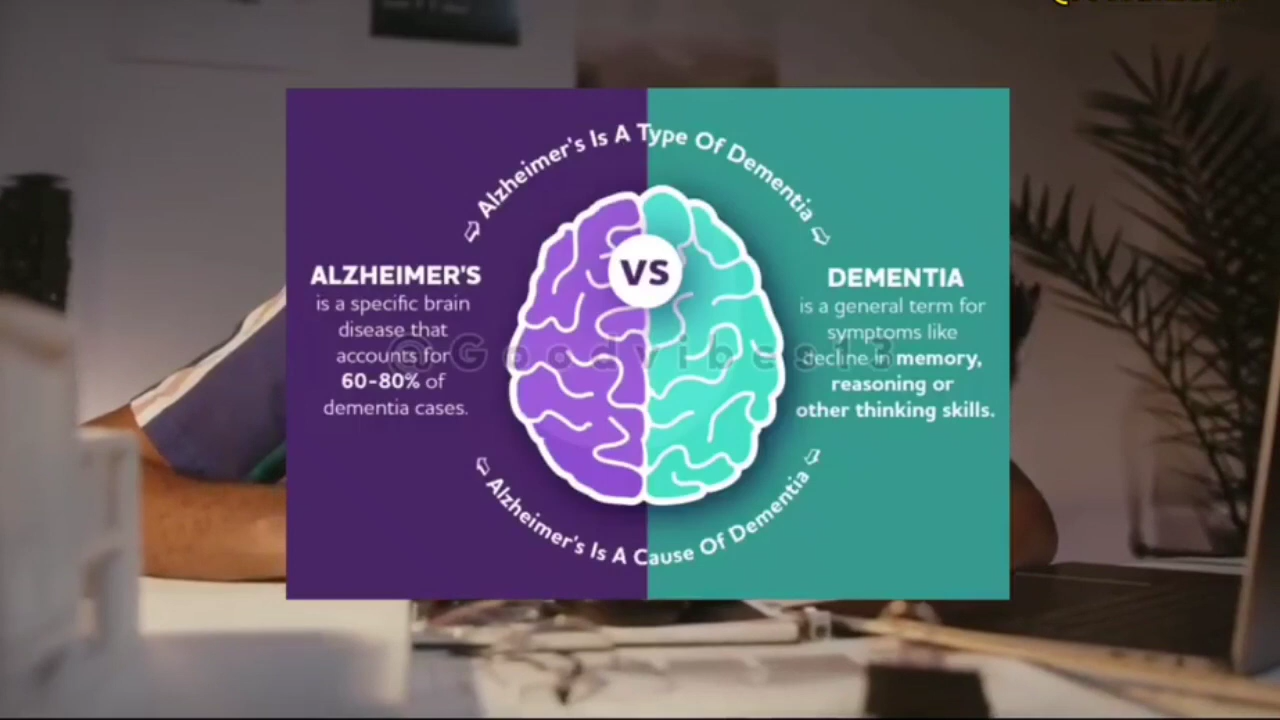 Alzheimer's Is A Type Of Dementia
VS
ALZHEIMER'S
is a specific brain
disease that
accounts for
60-80% of
dementia cases.
DEMENTIA
is a general term for
symptoms like
decline in memory,
reasoning or
other thinking skills.
@Goodvibes13
Alzheimer's Is A Cause Of Dementia